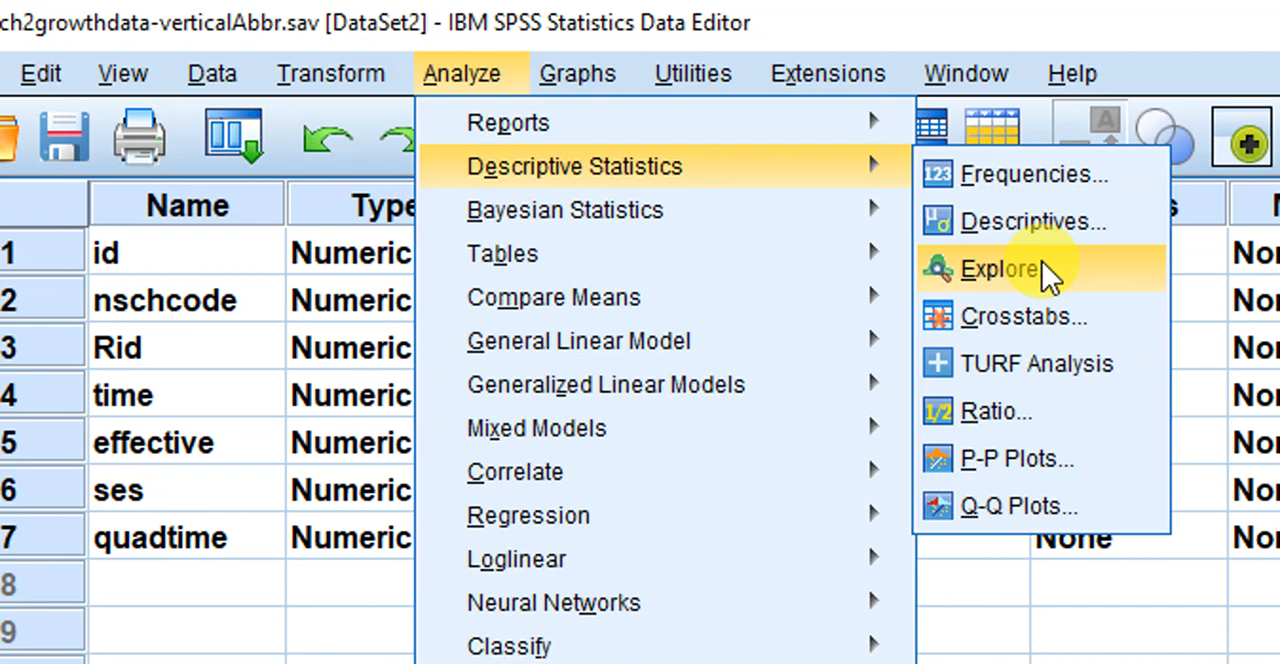 ch2growthdata-verticalAbbr.sav [DataSet2] - IBM SPSS Statistics Data Editor
Edit View Data Transform Analyze Graphs Utilities Extensions Window Help
Reports
Descriptive Statistics
Bayesian Statistics
Tables
Compare Means
General Linear Model
Generalized Linear Models
Mixed Models
Correlate
Regression
Loglinear
Neural Networks
Classify
123 Frequencies...
Descriptives...
Explore
Crosstabs...
TURF Analysis
1/2 Ratio...
P-P Plots...
Q-Q Plots...
Name Type
1 id Numeric
2 nschcode Numeric
3 Rid Numeric
4 time Numeric
5 effective Numeric
6 ses Numeric
7 quadtime Numeric None
8
9